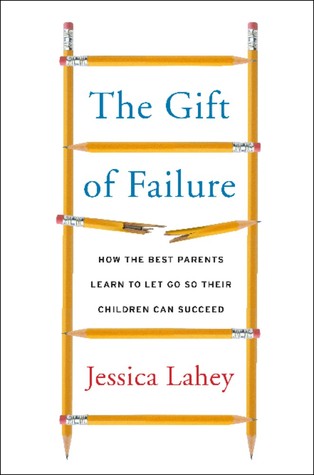 The Gift
of Failure
HOW THE BEST PARENTS
LEARN TO LET GO SO THEIR
CHILDREN CAN SUCCEED
Jessica Lahey